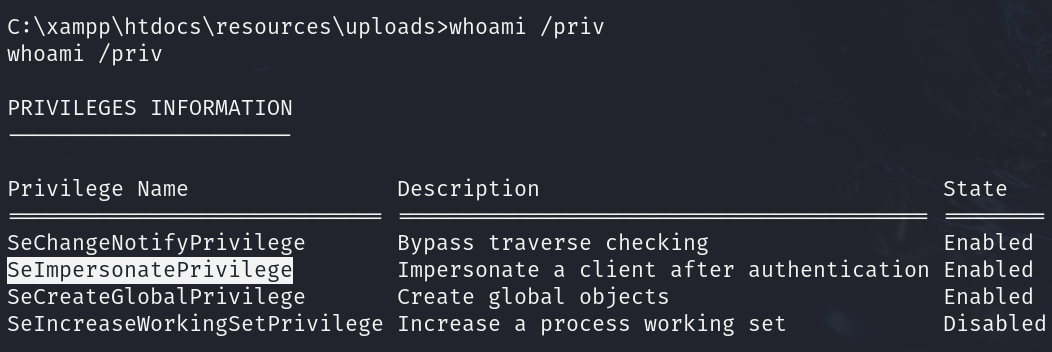 C:\xampp\htdocs\resources\uploads>whoami /priv
whoami /priv
PRIVILEGES INFORMATION
Privilege Name Description State
SeChangeNotifyPrivilege Bypass traverse checking Enabled
SeImpersonatePrivilege Impersonate a client after authentication Enabled
SeCreateGlobalPrivilege Create global objects Enabled
SeIncreaseWorkingSetPrivilege Increase a process working set Disabled